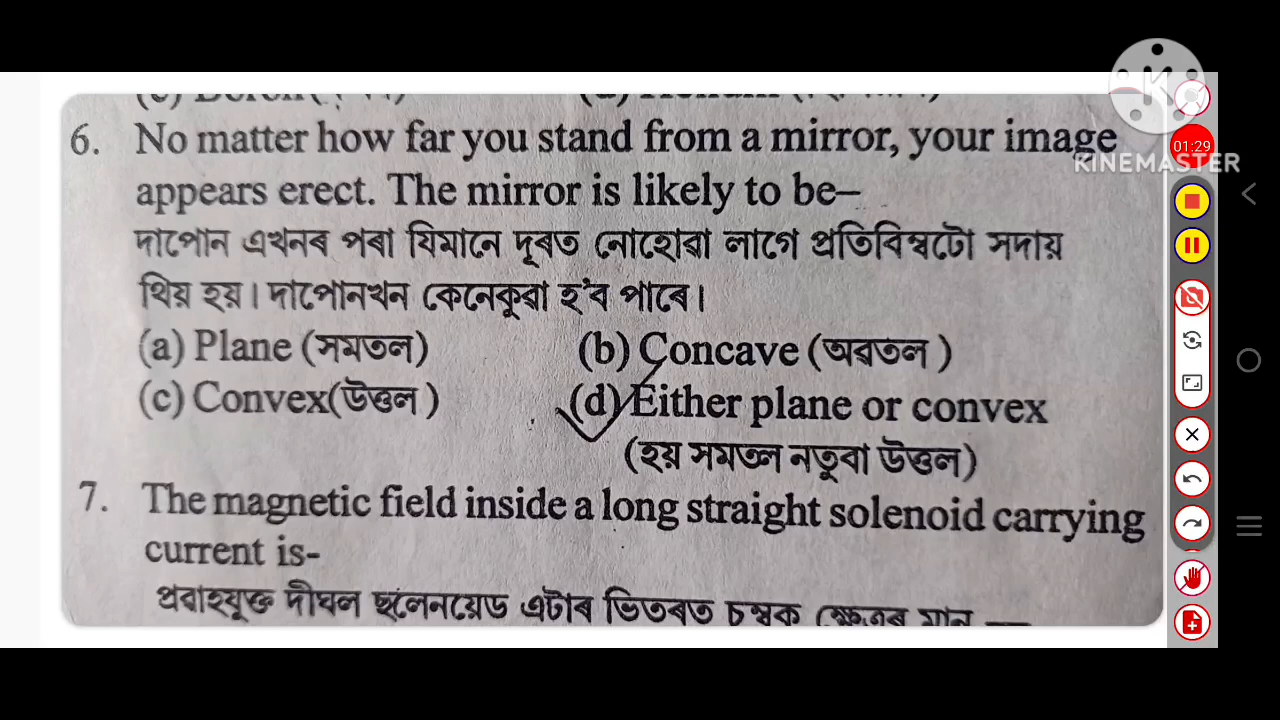 6. No matter how far you stand from a mirror, your image
appears erect. The mirror is likely to be–
দাপোন এখনৰ পৰা যিমানে দূৰত নোহোৱা লাগে প্ৰতিবিম্বটো সদায়
থিয় হয়। দাপোনখন কেনেকুৱা হ'ব পাৰে।
(a) Plane (সমতল) (b) Concave (অৱতল )
(c) Convex(উত্তল ) (d) Either plane or convex
(হয় সমতল নতুবা উত্তল)
7. The magnetic field inside a long straight solenoid carrying
current is-
প্ৰৱাহযুক্ত দীঘল ছলেনয়েড এটাৰ ভিতৰত চুম্বক ক্ষেত্ৰৰ মান —
KINEMASTER
01:29